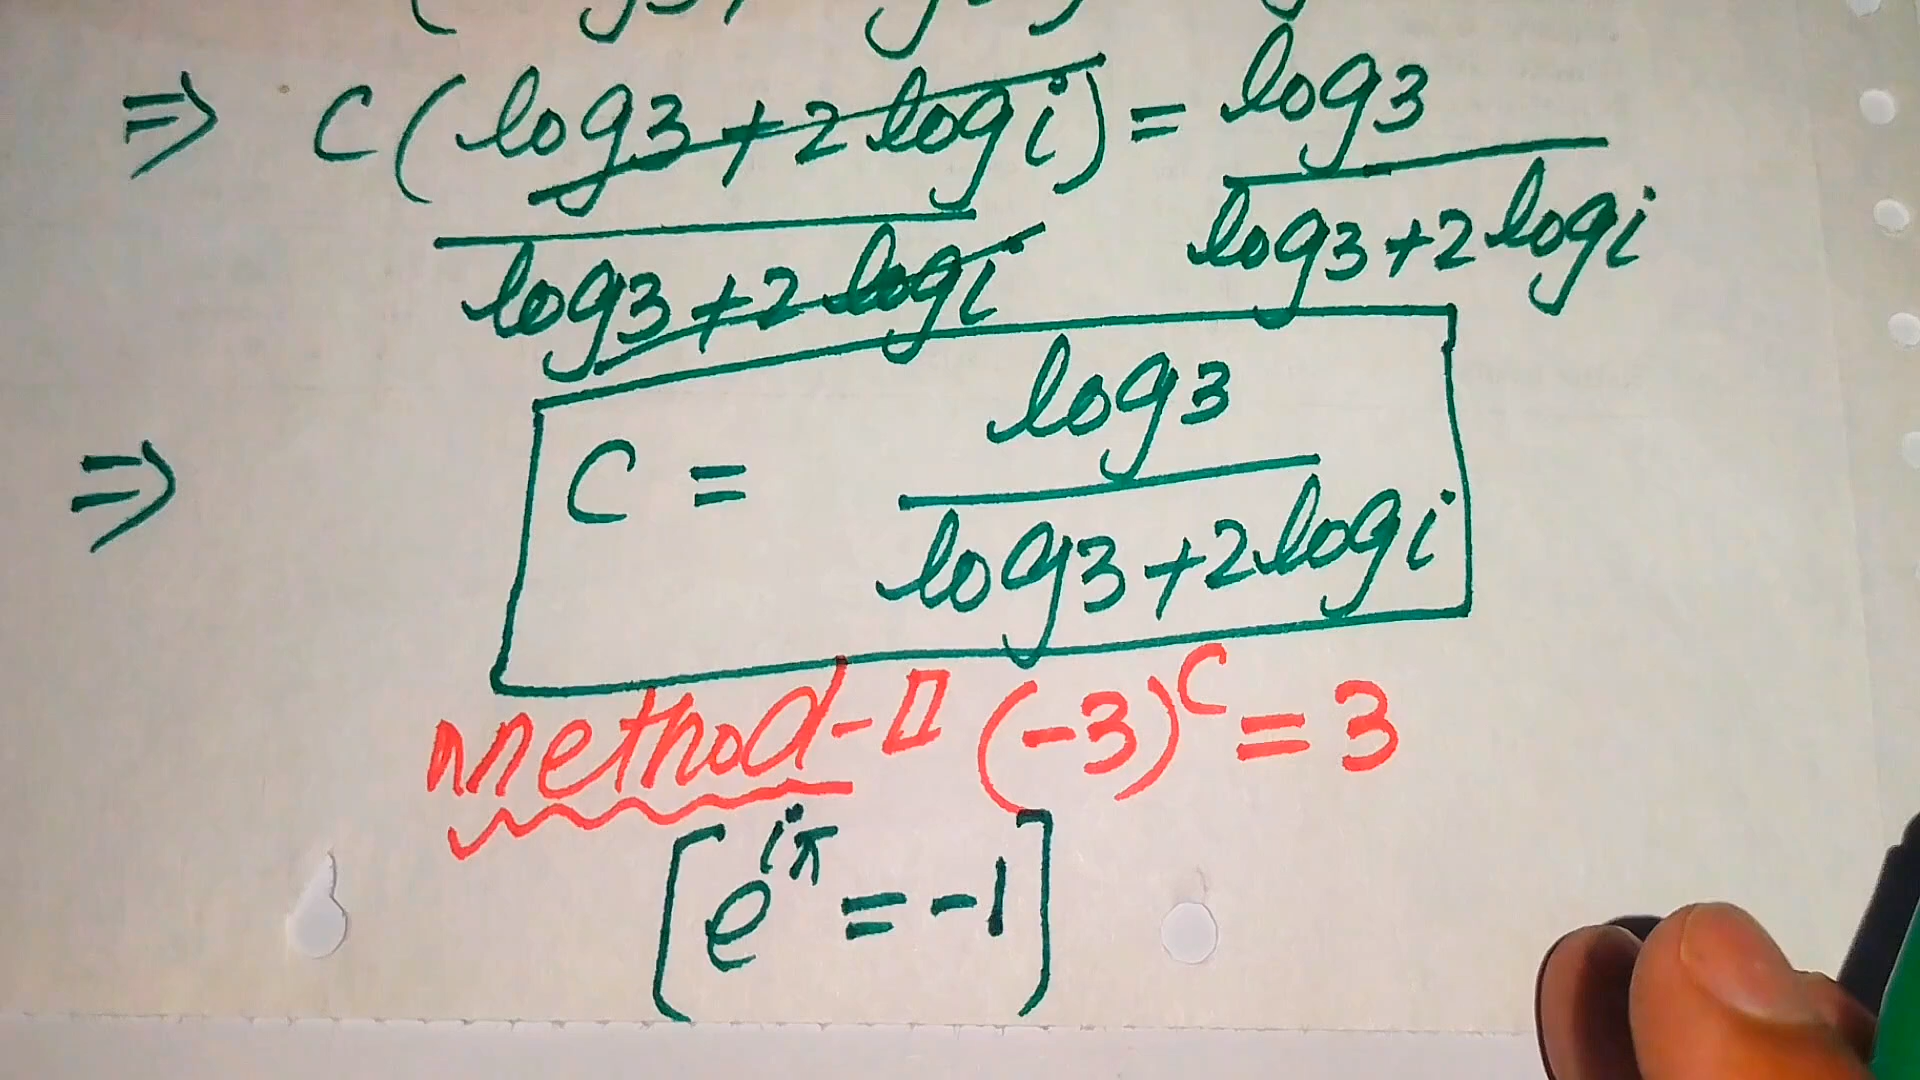 ⇒ C(log3+2logi) = log3
log3+2logi log3+2logi
⇒ C = log3
log3+2logi
Method-II (-3)^C = 3
[e^iπ = -1]